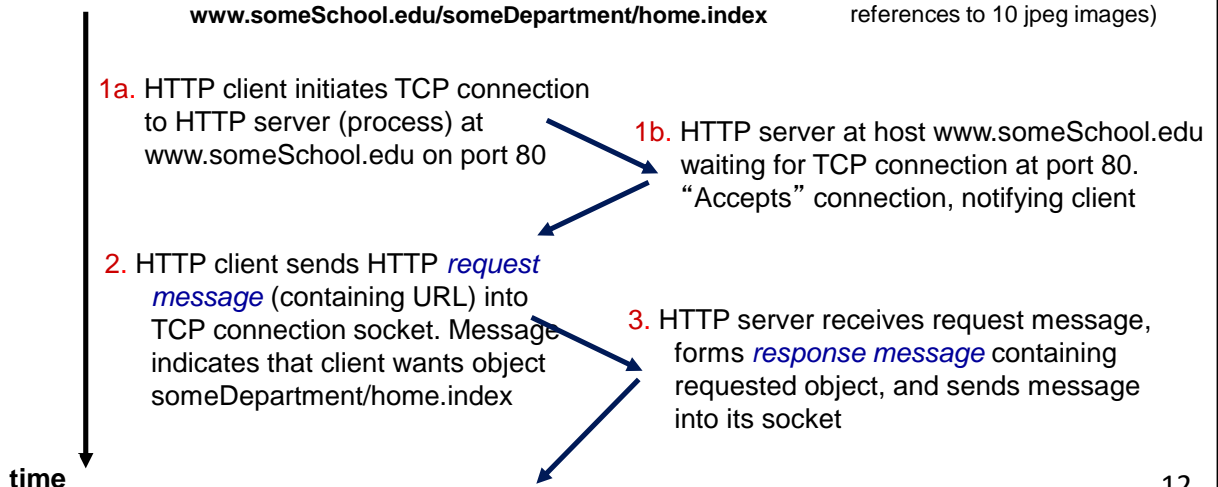 www.someSchool.edu/someDepartment/home.index
references to 10 jpeg images)
1a. HTTP client initiates TCP connection
to HTTP server (process) at
www.someSchool.edu on port 80
1b. HTTP server at host www.someSchool.edu
waiting for TCP connection at port 80.
“Accepts” connection, notifying client
2. HTTP client sends HTTP request
message (containing URL) into
TCP connection socket. Message
indicates that client wants object
someDepartment/home.index
3. HTTP server receives request message,
forms response message containing
requested object, and sends message
into its socket
time
12